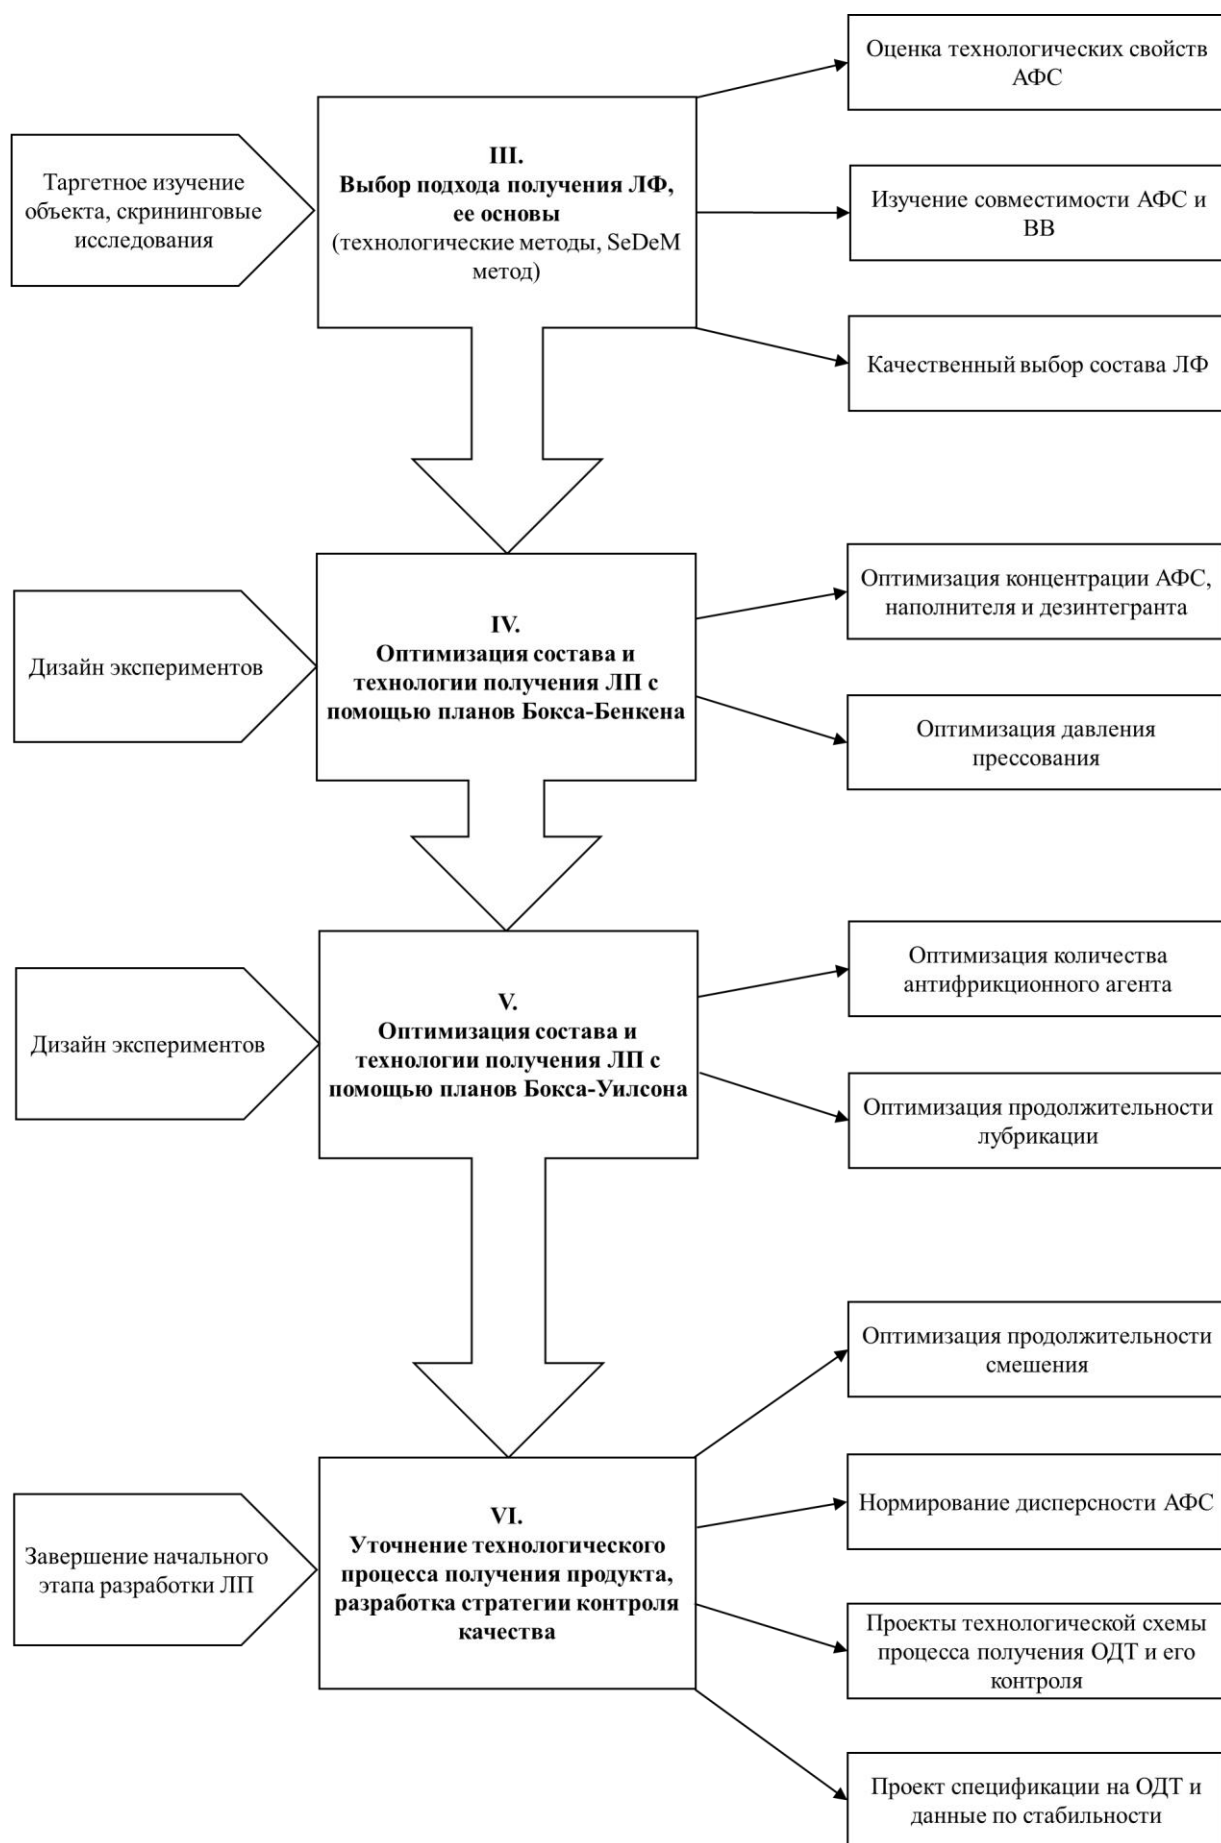 Оценка технологических свойств
АФС
Таргетное изучение
объекта, скрининговые
исследования
III.
Выбор подхода получения ЛФ,
ее основы
(технологические методы, SeDeM
метод)
Изучение совместимости АФС и
ВВ
Качественный выбор состава ЛФ
Дизайн экспериментов
IV.
Оптимизация состава и
технологии получения ЛП с
помощью планов Бокса-Бенкена
Оптимизация концентрации АФС,
наполнителя и дезинтегранта
Оптимизация давления
прессования
Дизайн экспериментов
V.
Оптимизация состава и
технологии получения ЛП с
помощью планов Бокса-Уилсона
Оптимизация количества
антифрикционного агента
Оптимизация продолжительности
лубрикации
Завершение начального
этапа разработки ЛП
VI.
Уточнение технологического
процесса получения продукта,
разработка стратегии контроля
качества
Оптимизация продолжительности
смешения
Нормирование дисперсности АФС
Проекты технологической схемы
процесса получения ОДТ и его
контроля
Проект спецификации на ОДТ и
данные по стабильности